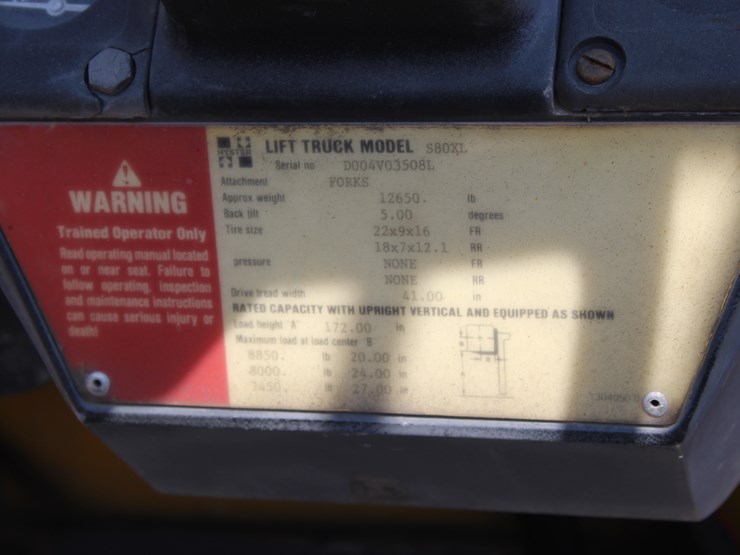 WARNING
Trained Operator Only
Read operating manual located
on or near seat. Failure to
follow operating, inspection
and maintenance instructions
can cause serious injury or
death!
HYSTER
LIFT TRUCK MODEL S80XL
Serial no D004V03508L
Attachment FORKS
Approx weight 12650. lb
Back tilt 5.00 degrees
Tire size 22x9x16 FR
18x7x12.1 RR
pressure NONE FR
NONE RR
Drive tread width 41.00 in
RATED CAPACITY WITH UPRIGHT VERTICAL AND EQUIPPED AS SHOWN
Load height 'A' 172.00 in
Maximum load at load center 'B'
8850. lb 20.00 in
8000. lb 24.00 in
7450. lb 27.00 in